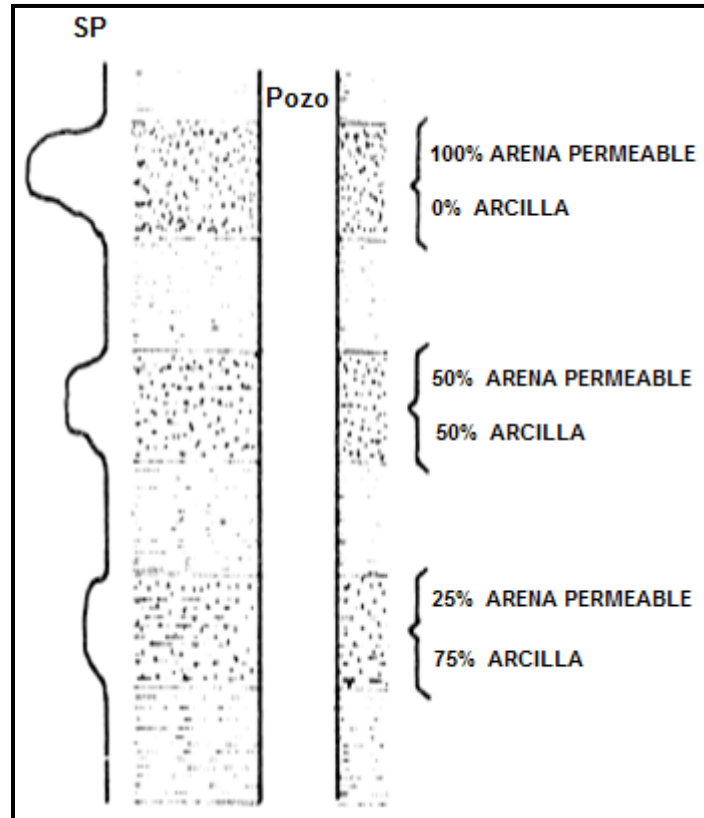 SP
Pozo
100% ARENA PERMEABLE
0% ARCILLA
50% ARENA PERMEABLE
50% ARCILLA
25% ARENA PERMEABLE
75% ARCILLA